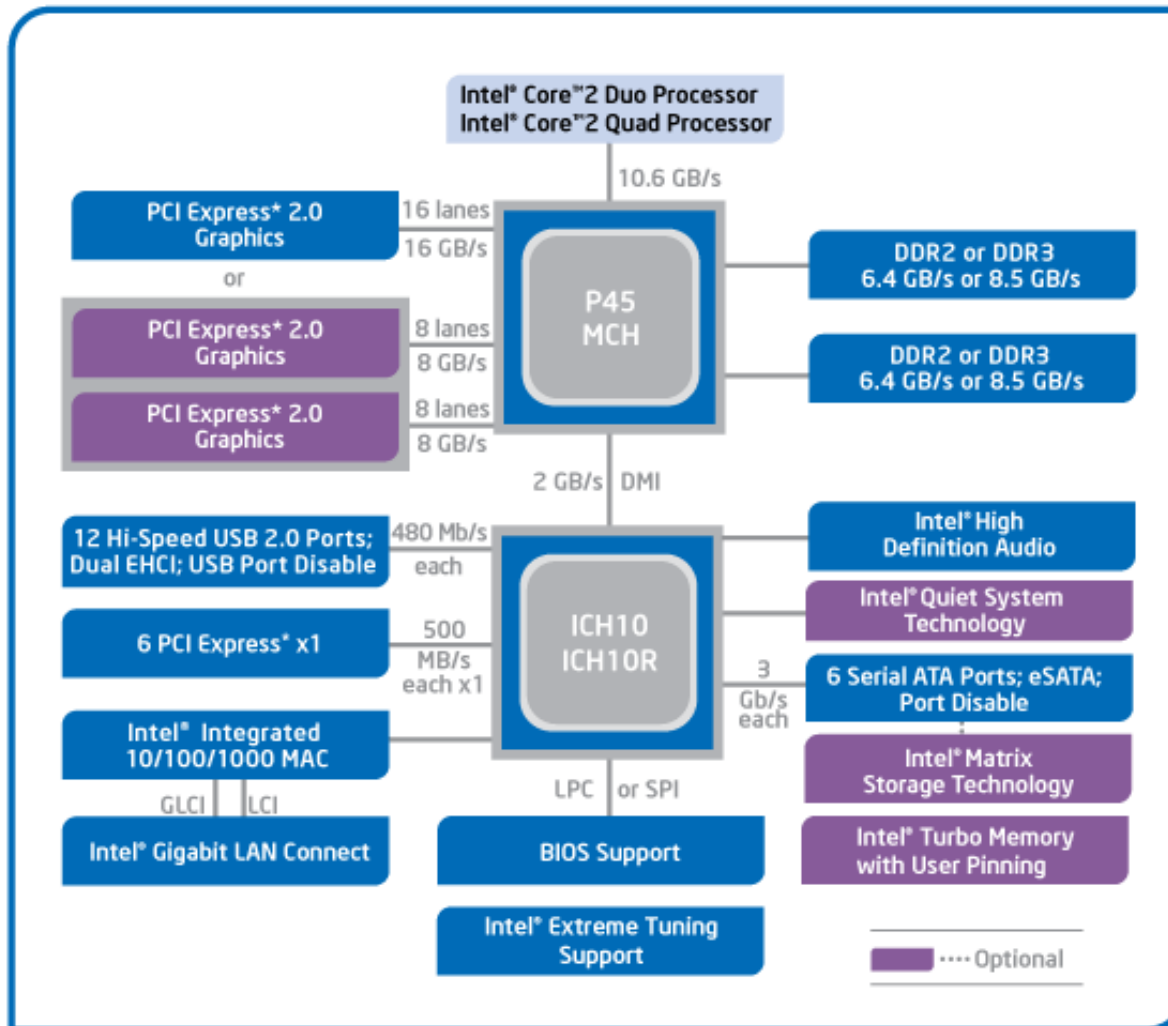 Intel® Core™2 Duo Processor
Intel® Core™2 Quad Processor
10.6 GB/s
PCI Express* 2.0
Graphics
16 lanes
16 GB/s
or
PCI Express* 2.0
Graphics
8 lanes
8 GB/s
PCI Express* 2.0
Graphics
8 lanes
8 GB/s
P45
MCH
DDR2 or DDR3
6.4 GB/s or 8.5 GB/s
DDR2 or DDR3
6.4 GB/s or 8.5 GB/s
2 GB/s DMI
12 Hi-Speed USB 2.0 Ports;
Dual EHCI; USB Port Disable
480 Mb/s
each
6 PCI Express* x1
500
MB/s
each x1
Intel® Integrated
10/100/1000 MAC
GLCI LCI
Intel® Gigabit LAN Connect
ICH10
ICH10R
Intel® High
Definition Audio
Intel® Quiet System
Technology
3
Gb/s
each
6 Serial ATA Ports; eSATA;
Port Disable
Intel® Matrix
Storage Technology
Intel® Turbo Memory
with User Pinning
LPC or SPI
BIOS Support
Intel® Extreme Tuning
Support
Optional